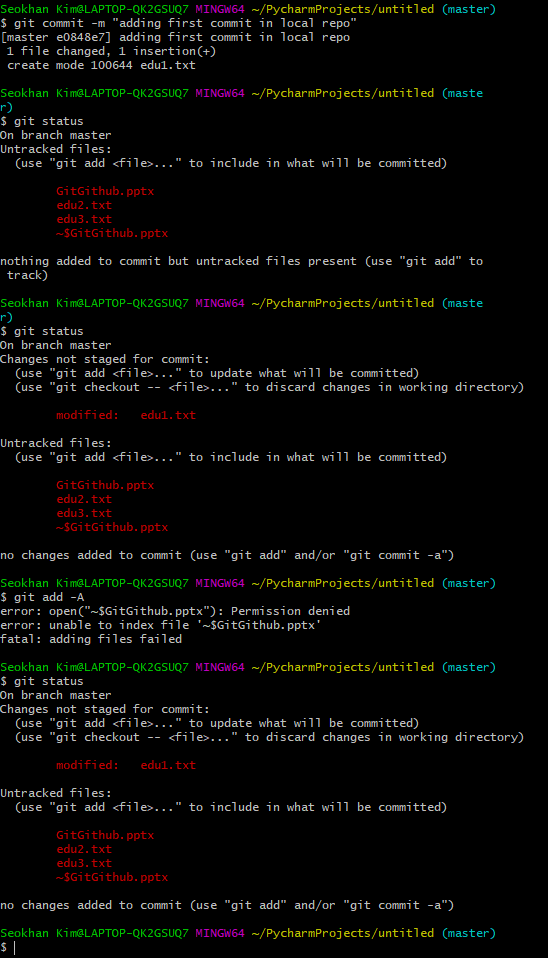 Seokhan Kim@LAPTOP-QK2GSUQ7 MINGW64 ~/PycharmProjects/untitled (master)
$ git commit -m "adding first commit in local repo"
[master e0848e7] adding first commit in local repo
 1 file changed, 1 insertion(+)
 create mode 100644 edu1.txt

Seokhan Kim@LAPTOP-QK2GSUQ7 MINGW64 ~/PycharmProjects/untitled (maste
r)
$ git status
On branch master
Untracked files:
  (use "git add <file>..." to include in what will be committed)

        GitGithub.pptx
        edu2.txt
        edu3.txt
        ~$GitGithub.pptx

nothing added to commit but untracked files present (use "git add" to
 track)

Seokhan Kim@LAPTOP-QK2GSUQ7 MINGW64 ~/PycharmProjects/untitled (maste
r)
$ git status
On branch master
Changes not staged for commit:
  (use "git add <file>..." to update what will be committed)
  (use "git checkout -- <file>..." to discard changes in working directory)

        modified:   edu1.txt

Untracked files:
  (use "git add <file>..." to include in what will be committed)

        GitGithub.pptx
        edu2.txt
        edu3.txt
        ~$GitGithub.pptx

no changes added to commit (use "git add" and/or "git commit -a")

Seokhan Kim@LAPTOP-QK2GSUQ7 MINGW64 ~/PycharmProjects/untitled (master)
$ git add -A
error: open("~$GitGithub.pptx"): Permission denied
error: unable to index file '~$GitGithub.pptx'
fatal: adding files failed

Seokhan Kim@LAPTOP-QK2GSUQ7 MINGW64 ~/PycharmProjects/untitled (master)
$ git status
On branch master
Changes not staged for commit:
  (use "git add <file>..." to update what will be committed)
  (use "git checkout -- <file>..." to discard changes in working directory)

        modified:   edu1.txt

Untracked files:
  (use "git add <file>..." to include in what will be committed)

        GitGithub.pptx
        edu2.txt
        edu3.txt
        ~$GitGithub.pptx

no changes added to commit (use "git add" and/or "git commit -a")

Seokhan Kim@LAPTOP-QK2GSUQ7 MINGW64 ~/PycharmProjects/untitled (master)
$